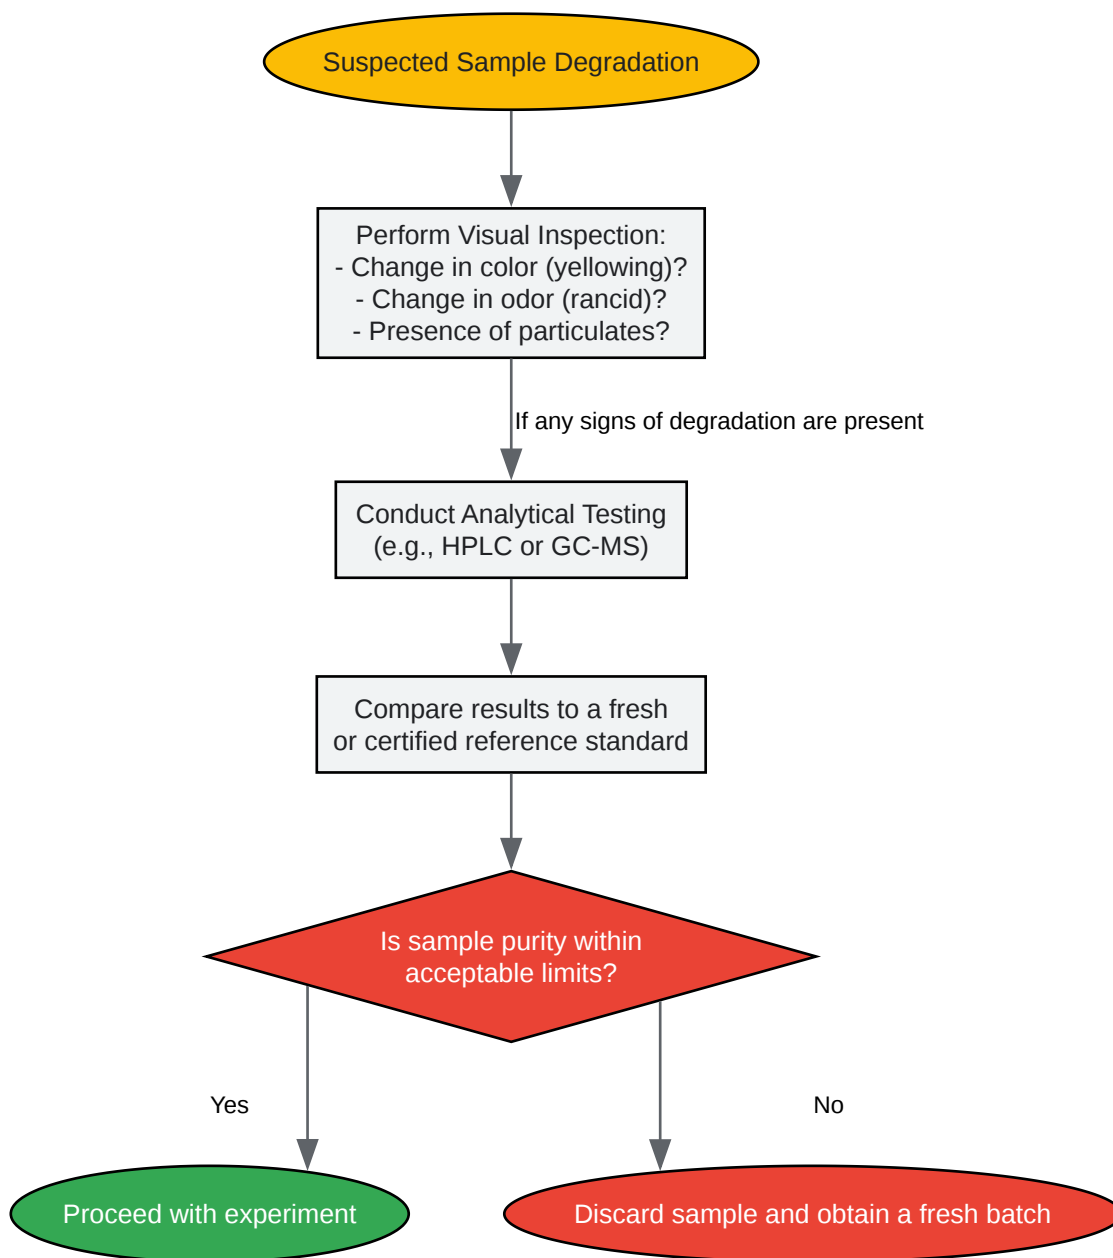 Suspected Sample Degradation
Perform Visual Inspection:
- Change in color (yellowing)?
- Change in odor (rancid)?
- Presence of particulates?
If any signs of degradation are present
Conduct Analytical Testing
(e.g., HPLC or GC-MS)
Compare results to a fresh
or certified reference standard
Is sample purity within
acceptable limits?
Yes
No
Proceed with experiment
Discard sample and obtain a fresh batch